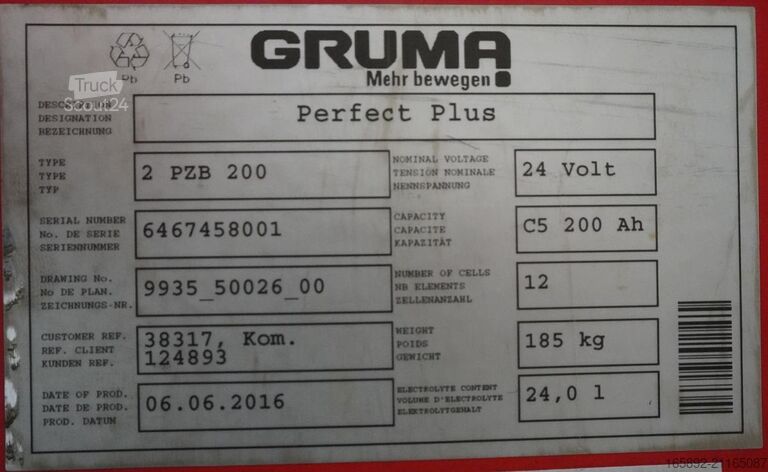 GRUMA
Mehr bewegen!
Pb Pb
Truck
Scout24
DESCRIPTION
DESIGNATION
BEZEICHNUNG
Perfect Plus
TYPE
TYPE
TYP
2 PZB 200
NOMINAL VOLTAGE
TENSION NOMINALE
NENNSPANNUNG
24 Volt
SERIAL NUMBER
No. DE SERIE
SERIENNUMMER
6467458001
CAPACITY
CAPACITE
KAPAZITÄT
C5 200 Ah
DRAWING No.
No DE PLAN.
ZEICHNUNGS-NR.
9935_50026_00
NUMBER OF CELLS
NB ELEMENTS
ZELLENANZAHL
12
CUSTOMER REF.
REF. CLIENT
KUNDEN REF.
38317, Kom.
124893
WEIGHT
POIDS
GEWICHT
185 kg
DATE OF PROD.
DATE DE PROD.
PROD. DATUM
06.06.2016
ELECTROLYTE CONTENT
VOLUME D'ELECTROLYTE
ELEKTROLYTGEHALT
24,0 l
165892-21165087